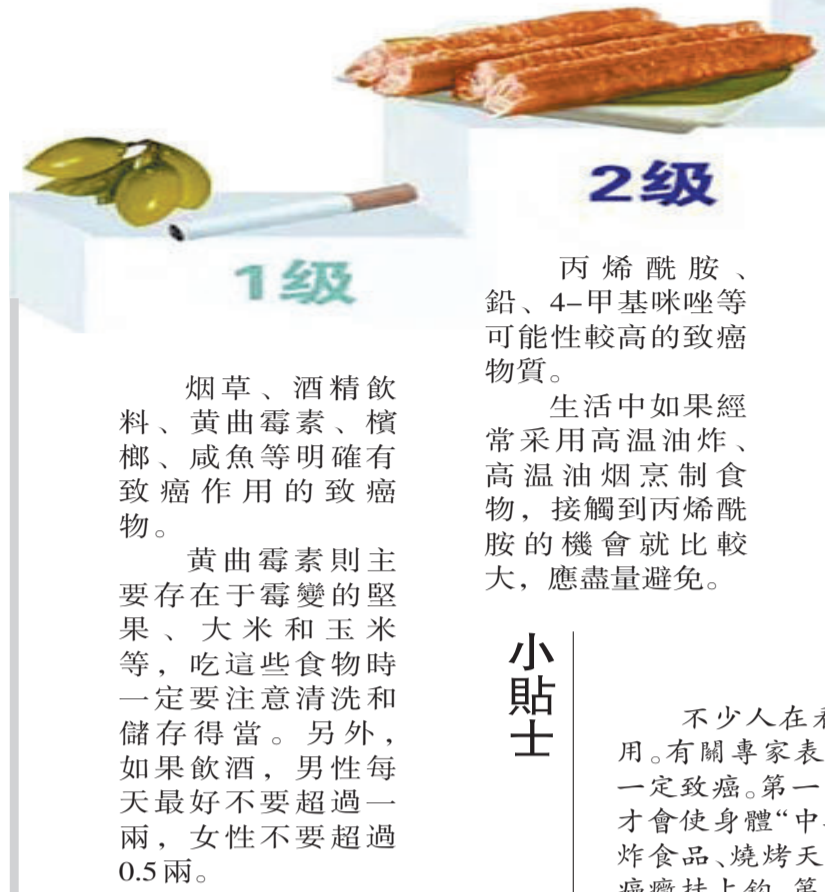 1级
烟草、酒精飲
料、黄曲霉素、檳
榔、咸魚等明確有
致癌作用的致癌
物。
黄曲霉素則主
要存在于霉變的堅
果、大米和玉米
等，吃這些食物時
一定要注意清洗和
儲存得當。另外，
如果飲酒，男性每
天最好不要超過一
兩，女性不要超過
0.5兩。
2级
丙烯酰胺、
鉛、4-甲基咪唑等
可能性較高的致癌
物質。
生活中如果經
常采用高温油炸、
高温油烟烹制食
物，接觸到丙烯酰
胺的機會就比較
大，應盡量避免。
小貼士
不少人在看
用。有關專家表
一定致癌。第一
才會使身體“中
炸食品、燒烤天